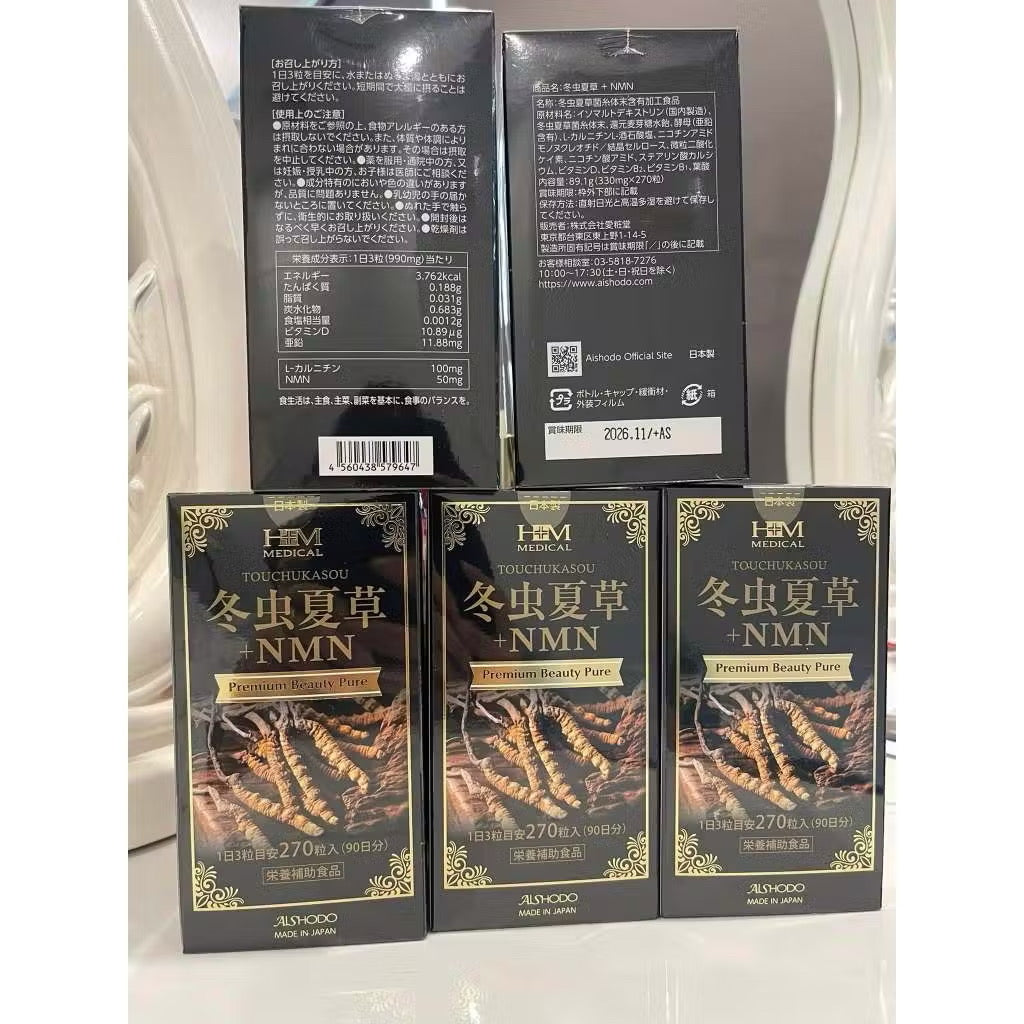 [お召し上がり方]
1日3粒を目安に、水またはぬるま湯とともにお
召し上がりください。短期間で大量に摂ることは
避けてください。
[使用上のご注意]
●原材料をご参照の上、食物アレルギーのある方
は摂取しないでください。また、体質や体調により
まれに合わない場合があります。その場合は摂取
を中止してください。●薬を服用・通院中の方、又
は妊娠・授乳中の方、お子様は医師にご相談くだ
さい。●成分特有のにおいや色の違いがあります
が、品質に問題ありません。●乳幼児の手の届か
ないところに置いてください。●ぬれた手で触ら
ずに、衛生的にお取り扱いください。●開封後は
なるべく早くお召し上がりください。●乾燥剤は
誤って召し上がらないでください。
栄養成分表示:1日3粒(990mg)当たり
エネルギー 3.762kcal
たんぱく質 0.188g
脂質 0.031g
炭水化物 0.683g
食塩相当量 0.0012g
ビタミンD 10.89μg
亜鉛 11.88mg
L-カルニチン 100mg
NMN 50mg
食生活は、主食、主菜、副菜を基本に、食事のバランスを。
4 560438 579647
商品名:冬虫夏草 + NMN
名称:冬虫夏草菌糸体末含有加工食品
原材料名:イソマルトデキストリン(国内製造)、
冬虫夏草菌糸体末、還元麦芽糖水飴、酵母(亜鉛
含有)、L-カルニチンL-酒石酸塩、ニコチンアミド
モノヌクレオチド/結晶セルロース、微粒二酸化
ケイ素、ニコチン酸アミド、ステアリン酸カルシ
ウム、ビタミンD、ビタミンB2、ビタミンB1、葉酸
内容量:89.1g(330mg×270粒)
賞味期限:枠外下部に記載
保存方法:直射日光と高温多湿を避けて保存し
てください。
販売者:株式会社愛粧堂
東京都台東区東上野1-14-5
製造所固有記号は賞味期限「/」の後に記載
お客様相談室:03-5818-7276
10:00~17:30(土・日・祝日を除く)
https://www.aishodo.com
Aishodo Official Site 日本製
プラ ボトル・キャップ・緩衝材・
外装フィルム
紙 箱
賞味期限 2026.11/+AS
日本製
H+M
MEDICAL
TOUCHUKASOU
冬虫夏草
+NMN
Premium Beauty Pure
1日3粒目安270粒入(90日分)
栄養補助食品
AISHODO
MADE IN JAPAN
日本製
H+M
MEDICAL
TOUCHUKASOU
冬虫夏草
+NMN
Premium Beauty Pure
1日3粒目安270粒入(90日分)
栄養補助食品
AISHODO
MADE IN JAPAN
日本製
H+M
MEDICAL
TOUCHUKASOU
冬虫夏草
+NMN
Premium Beauty Pure
1日3粒目安270粒入(90日分)
栄養補助食品
AISHODO
MADE IN JAPAN